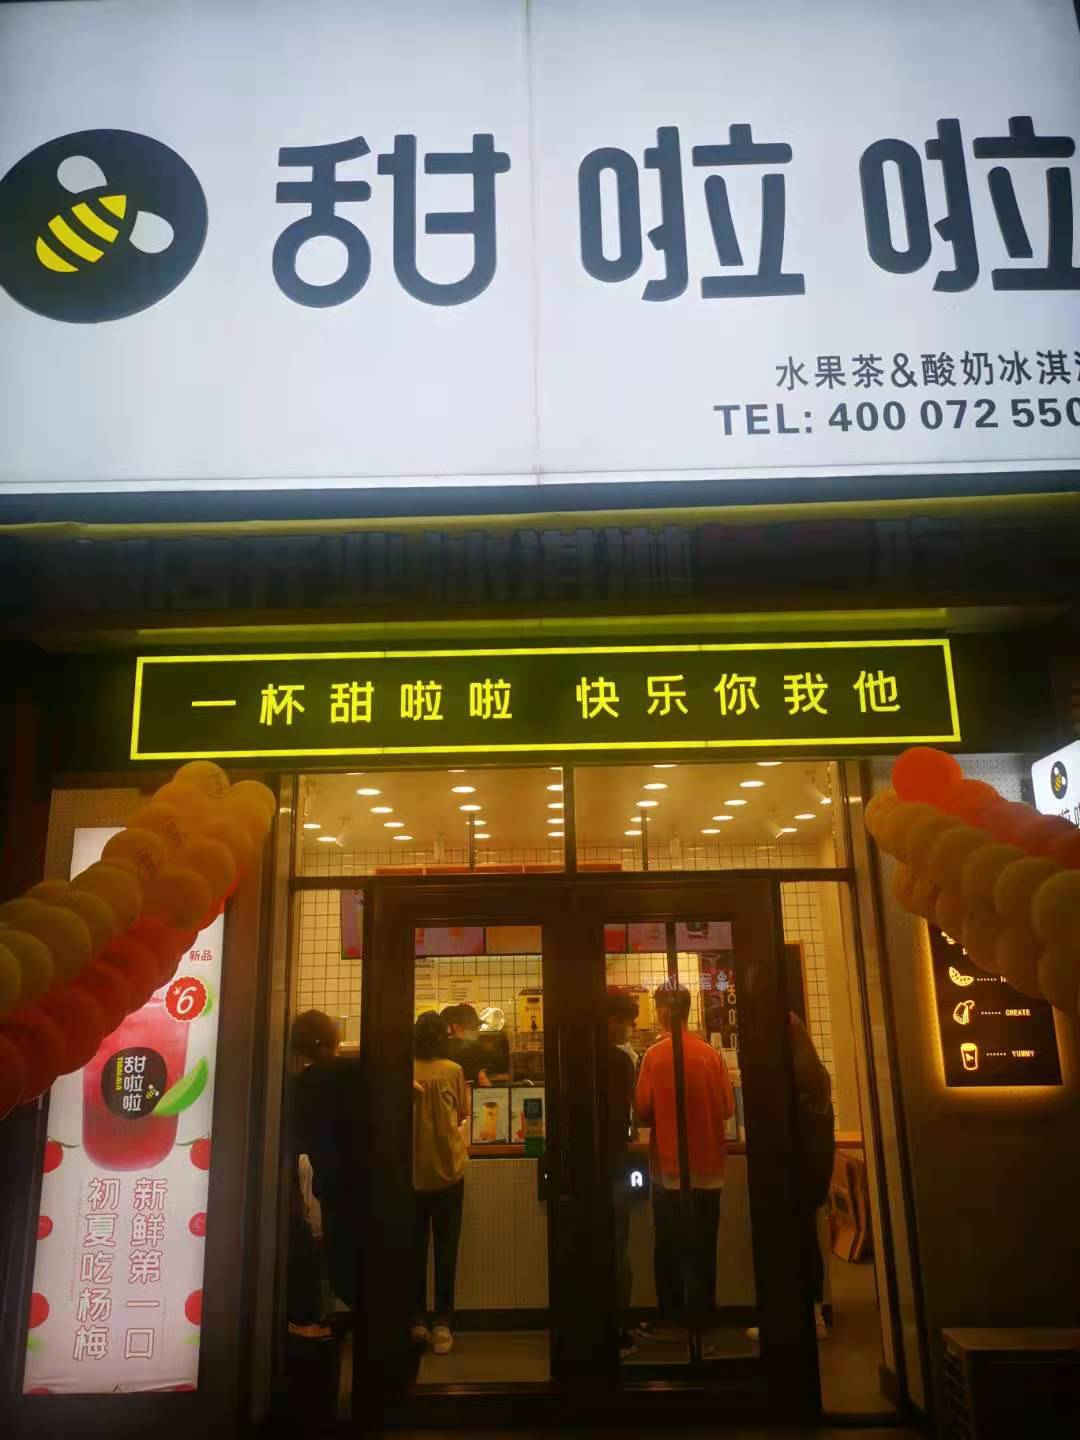 甜啦啦
水果茶&酸奶冰淇
TEL: 400 072 550
一杯甜啦啦 快乐你我他
新品
¥6
甜啦啦
新鲜第一口
初夏吃杨梅
CREATE
YUMMY